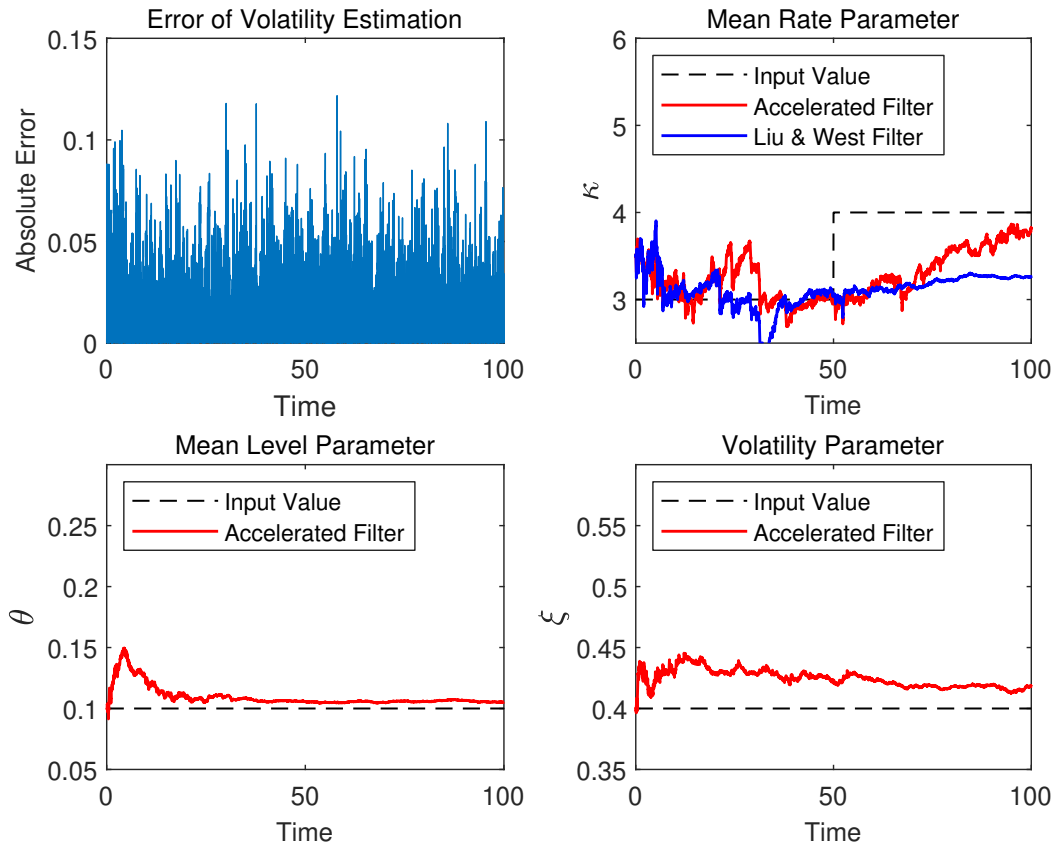 Error of Volatility Estimation
0.15
0.1
0.05
0
Absolute Error
0
50
100
Time
Mean Rate Parameter
6
5
4
3
κ
Input Value
Accelerated Filter
Liu & West Filter
0
50
100
Time
Mean Level Parameter
0.25
0.2
0.15
0.1
0.05
θ
Input Value
Accelerated Filter
0
50
100
Time
Volatility Parameter
0.55
0.5
0.45
0.4
0.35
ξ
Input Value
Accelerated Filter
0
50
100
Time